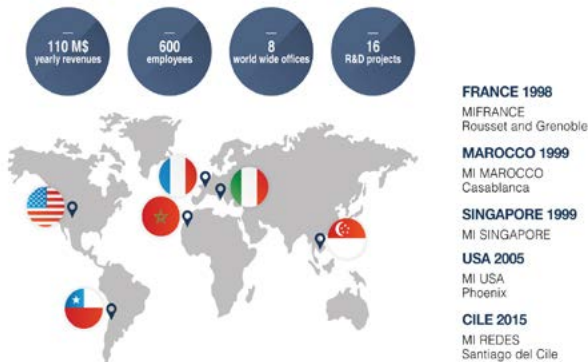 110 M$
yearly revenues
600
employees
8
world wide offices
16
R&D projects
FRANCE 1998
MIFRANCE
Rousset and Grenoble
MAROCCO 1999
MI MAROCCO
Casablanca
SINGAPORE 1999
MI SINGAPORE
USA 2005
MI USA
Phoenix
CILE 2015
MI REDES
Santiago del Cile